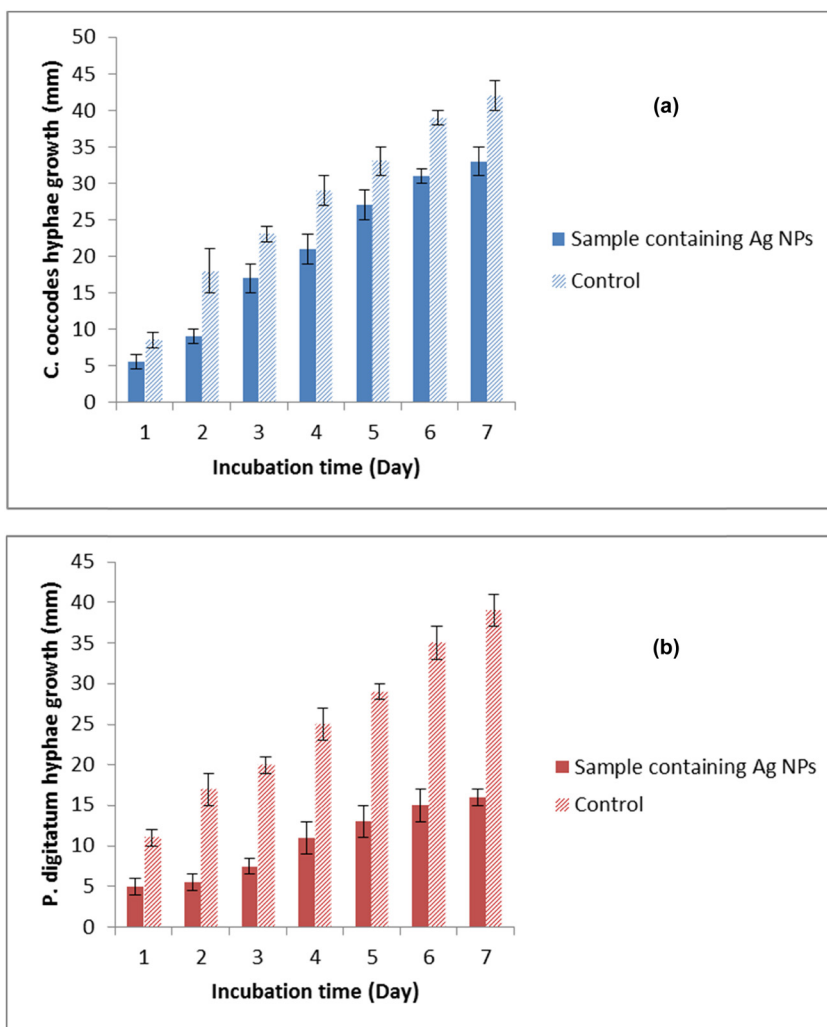 C. coccodes hyphae growth (mm)
50
45
40
35
30
25
20
15
10
5
0
1 2 3 4 5 6 7
Incubation time (Day)
(a)
Sample containing Ag NPs
Control
P. digitatum hyphae growth (mm)
45
40
35
30
25
20
15
10
5
0
1 2 3 4 5 6 7
Incubation time (Day)
(b)
Sample containing Ag NPs
Control